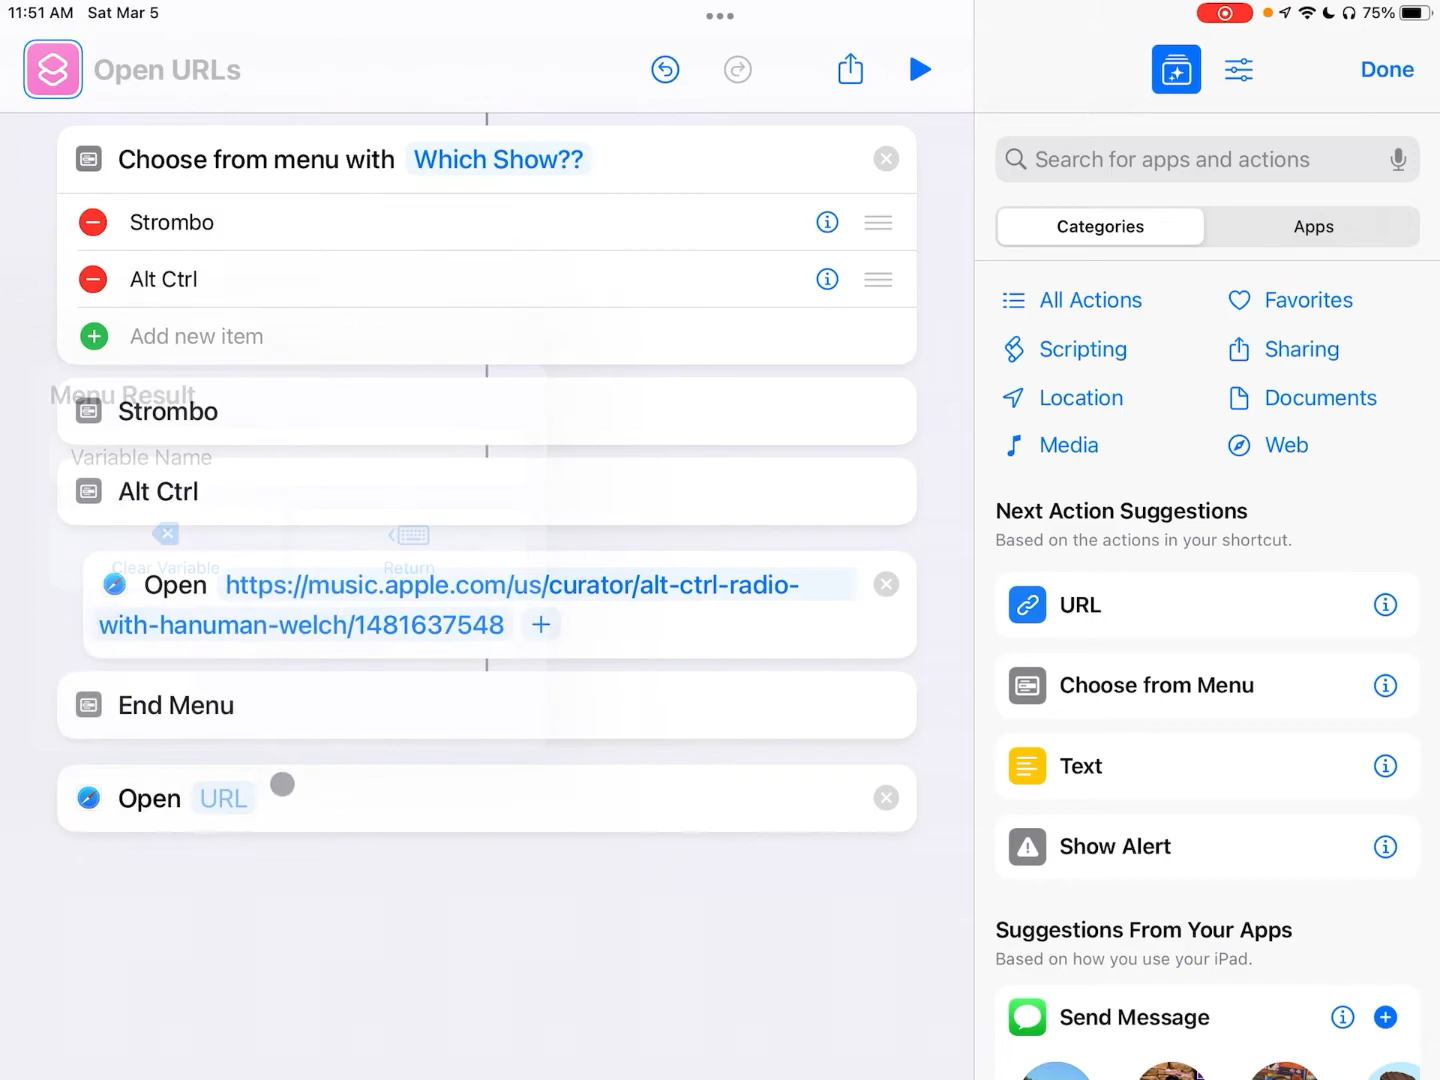 11:51 AM Sat Mar 5
75%
Open URLs
Done
Choose from menu with Which Show??
Strombo
Alt Ctrl
Add new item
Menu Result
Strombo
Variable Name
Alt Ctrl
Clear Variable
Return
Open https://music.apple.com/us/curator/alt-ctrl-radio-
with-hanuman-welch/1481637548
End Menu
Open URL
Search for apps and actions
Categories
Apps
All Actions
Favorites
Scripting
Sharing
Location
Documents
Media
Web
Next Action Suggestions
Based on the actions in your shortcut.
URL
Choose from Menu
Text
Show Alert
Suggestions From Your Apps
Based on how you use your iPad.
Send Message